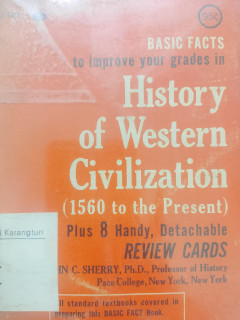 BASIC FACTS
to improve your grades in
History
of Western
Civilization
(1560 to the Present)
Plus 8 Handy, Detachable
REVIEW CARDS
Karangturi
C. SHERRY, Ph.D., Professor of History
Pace College, New York, New York
standard textbooks covered in
preparing this BASIC FACT Book.